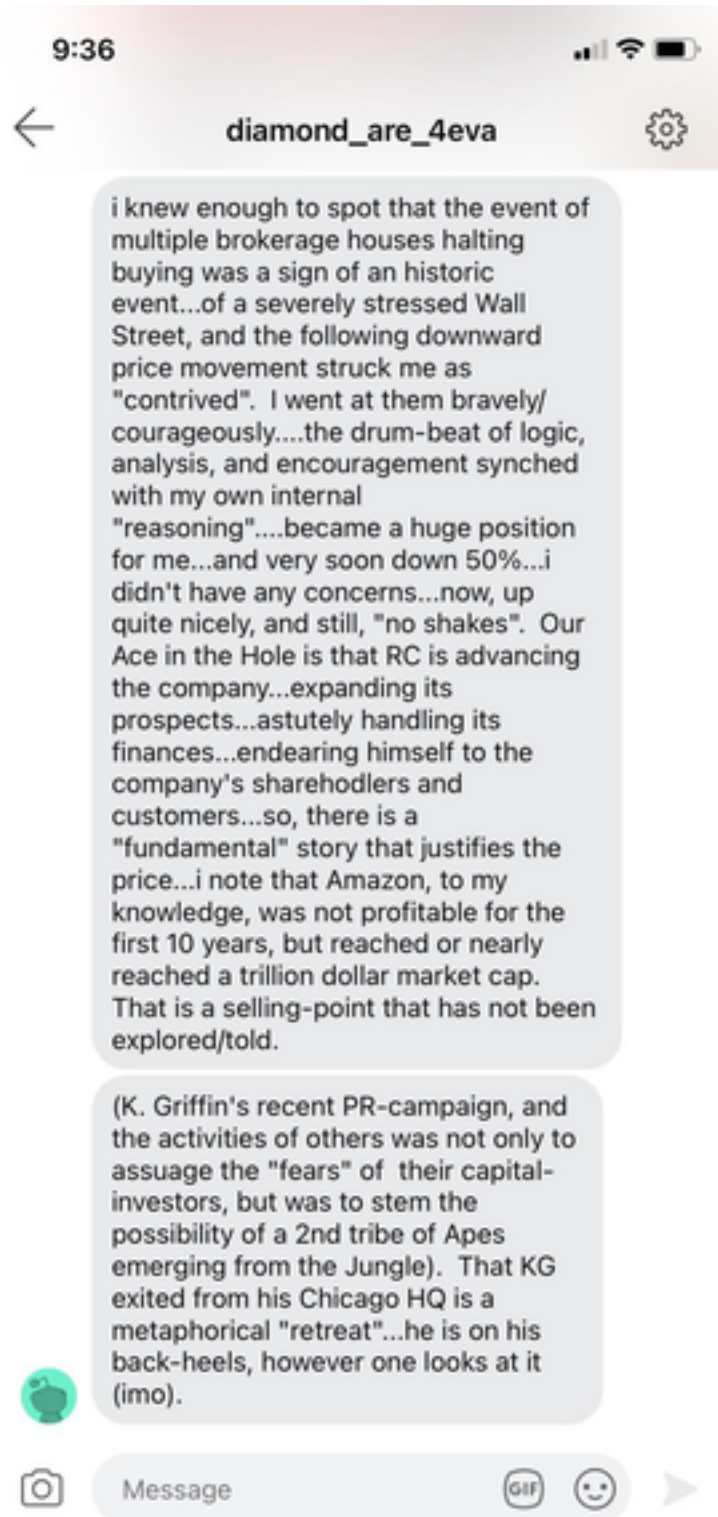 9:36
diamond_are_4eva
i knew enough to spot that the event of
multiple brokerage houses halting
buying was a sign of an historic
event...of a severely stressed Wall
Street, and the following downward
price movement struck me as
"contrived".  I went at them bravely/
courageously....the drum-beat of logic,
analysis, and encouragement synched
with my own internal
"reasoning"....became a huge position
for me...and very soon down 50%...i
didn't have any concerns...now, up
quite nicely, and still, "no shakes".  Our
Ace in the Hole is that RC is advancing
the company...expanding its
prospects...astutely handling its
finances...endearing himself to the
company's sharehodlers and
customers...so, there is a
"fundamental" story that justifies the
price...i note that Amazon, to my
knowledge, was not profitable for the
first 10 years, but reached or nearly
reached a trillion dollar market cap.
That is a selling-point that has not been
explored/told.
(K. Griffin's recent PR-campaign, and
the activities of others was not only to
assuage the "fears" of  their capital-
investors, but was to stem the
possibility of a 2nd tribe of Apes
emerging from the Jungle).  That KG
exited from his Chicago HQ is a
metaphorical "retreat"...he is on his
back-heels, however one looks at it
(imo).
Message
GIF